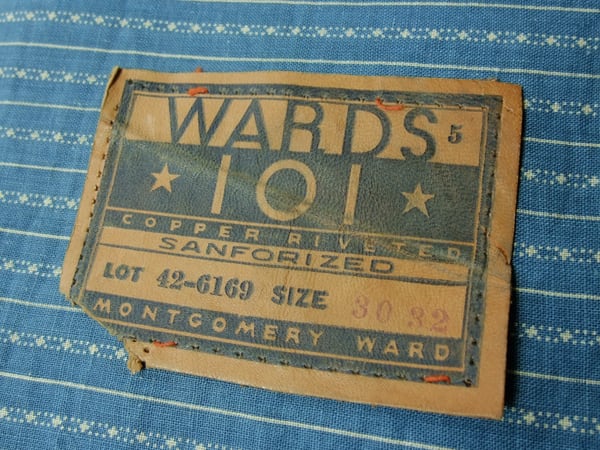 WARDS 5
101
COPPER RIVETED
SANFORIZED
LOT 42-6169 SIZE 30 32
MONTGOMERY WARD